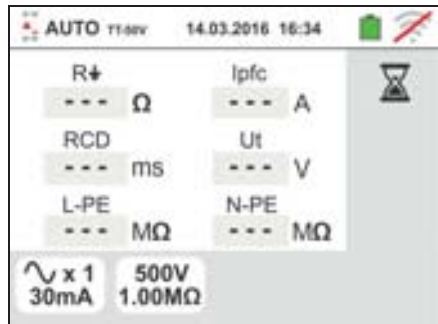 AUTO TT-50V 14.03.2016 16:34
R⏚ Ipfc
--- Ω --- A
RCD Ut
--- ms --- V
L-PE N-PE
--- MΩ --- MΩ
∿ x 1 500V
30mA 1.00MΩ